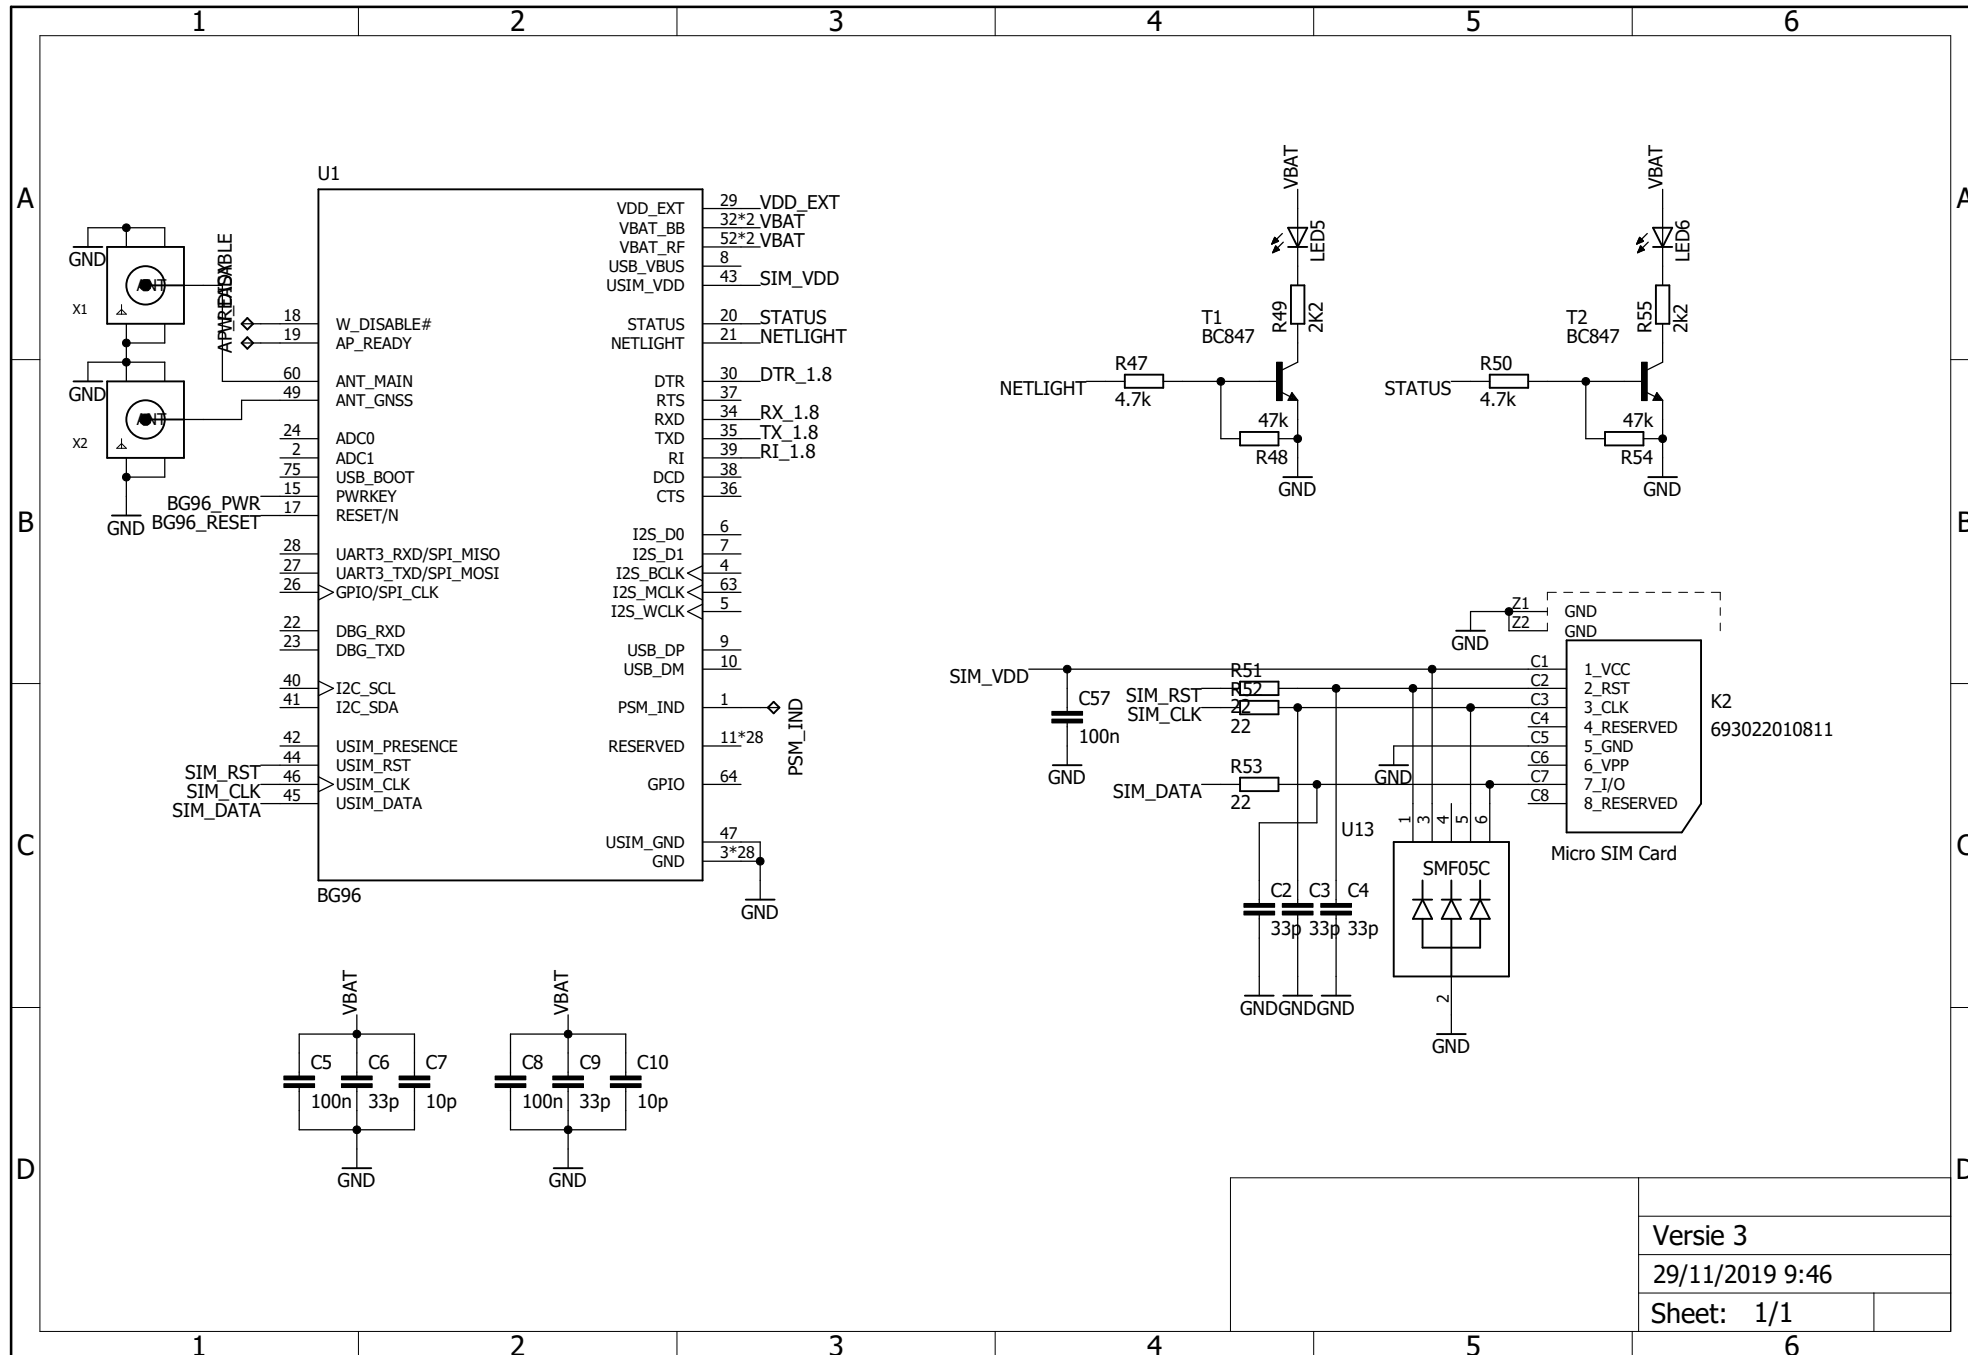 1 2 3 4 5 6
A A
B B
C C
D D
U1
GND
ANT
X1
GND
ANT
X2
GND
W_DISABLE
AP_READY
18 W_DISABLE#
19 AP_READY
60 ANT_MAIN
49 ANT_GNSS
24 ADC0
2 ADC1
75 USB_BOOT
BG96_PWR 15 PWRKEY
BG96_RESET 17 RESET/N
28 UART3_RXD/SPI_MISO
27 UART3_TXD/SPI_MOSI
26 GPIO/SPI_CLK
22 DBG_RXD
23 DBG_TXD
40 I2C_SCL
41 I2C_SDA
42 USIM_PRESENCE
SIM_RST 44 USIM_RST
SIM_CLK 46 USIM_CLK
SIM_DATA 45 USIM_DATA
VDD_EXT 29 VDD_EXT
VBAT_BB 32*2 VBAT
VBAT_RF 52*2 VBAT
USB_VBUS 8
USIM_VDD 43 SIM_VDD
STATUS 20 STATUS
NETLIGHT 21 NETLIGHT
DTR 30 DTR_1.8
RTS 37
RXD 34 RX_1.8
TXD 35 TX_1.8
RI 39 RI_1.8
DCD 38
CTS 36
I2S_D0 6
I2S_D1 7
I2S_BCLK 4
I2S_MCLK 63
I2S_WCLK 5
USB_DP 9
USB_DM 10
PSM_IND 1 PSM_IND
RESERVED 11*28
GPIO 64
USIM_GND 47
GND 3*28
GND
BG96
VBAT
C5 C6 C7
100n 33p 10p
GND
VBAT
C8 C9 C10
100n 33p 10p
GND
VBAT
LED5
R49
2K2
T1
BC847
NETLIGHT
R47
4.7k
47k
R48
GND
VBAT
LED6
R55
2k2
T2
BC847
STATUS
R50
4.7k
47k
R54
GND
GND
Z1 GND
Z2 GND
C1 1_VCC
C2 2_RST
C3 3_CLK
C4 4_RESERVED
C5 5_GND
C6 6_VPP
C7 7_I/O
C8 8_RESERVED
K2
693022010811
Micro SIM Card
SIM_VDD
C57
100n
GND
SIM_RST
R51
22
SIM_CLK
R52
22
SIM_DATA
R53
22
GND
U13
1 3 4 5 6
SMF05C
2
GND
C2 C3 C4
33p 33p 33p
GND GND GND
Versie 3
29/11/2019 9:46
Sheet: 1/1
1 2 3 4 5 6